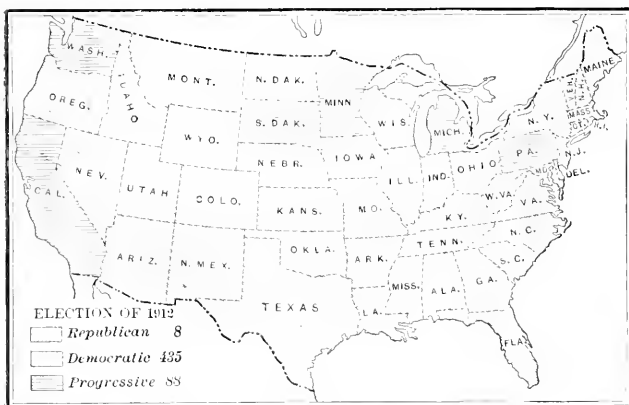 WASH.
MONT.
N. DAK.
MINN
MAINE
OREG.
IDAHO
S. DAK.
WIS.
MICH.
N. Y.
VER.
N.H.
MASS
WYO.
NEBR.
IOWA
PA.
N. J.
NEV.
UTAH
COLO.
ILL.
IND.
OHIO
DEL.
CAL.
KANS.
MO.
W. VA.
VA.
KY.
N. C.
TENN.
ARIZ.
N. MEX.
OKLA.
ARK.
S. C.
MISS.
ALA.
GA.
TEXAS
LA.
FLA.
ELECTION OF 1912
Republican 8
Democratic 435
Progressive 88